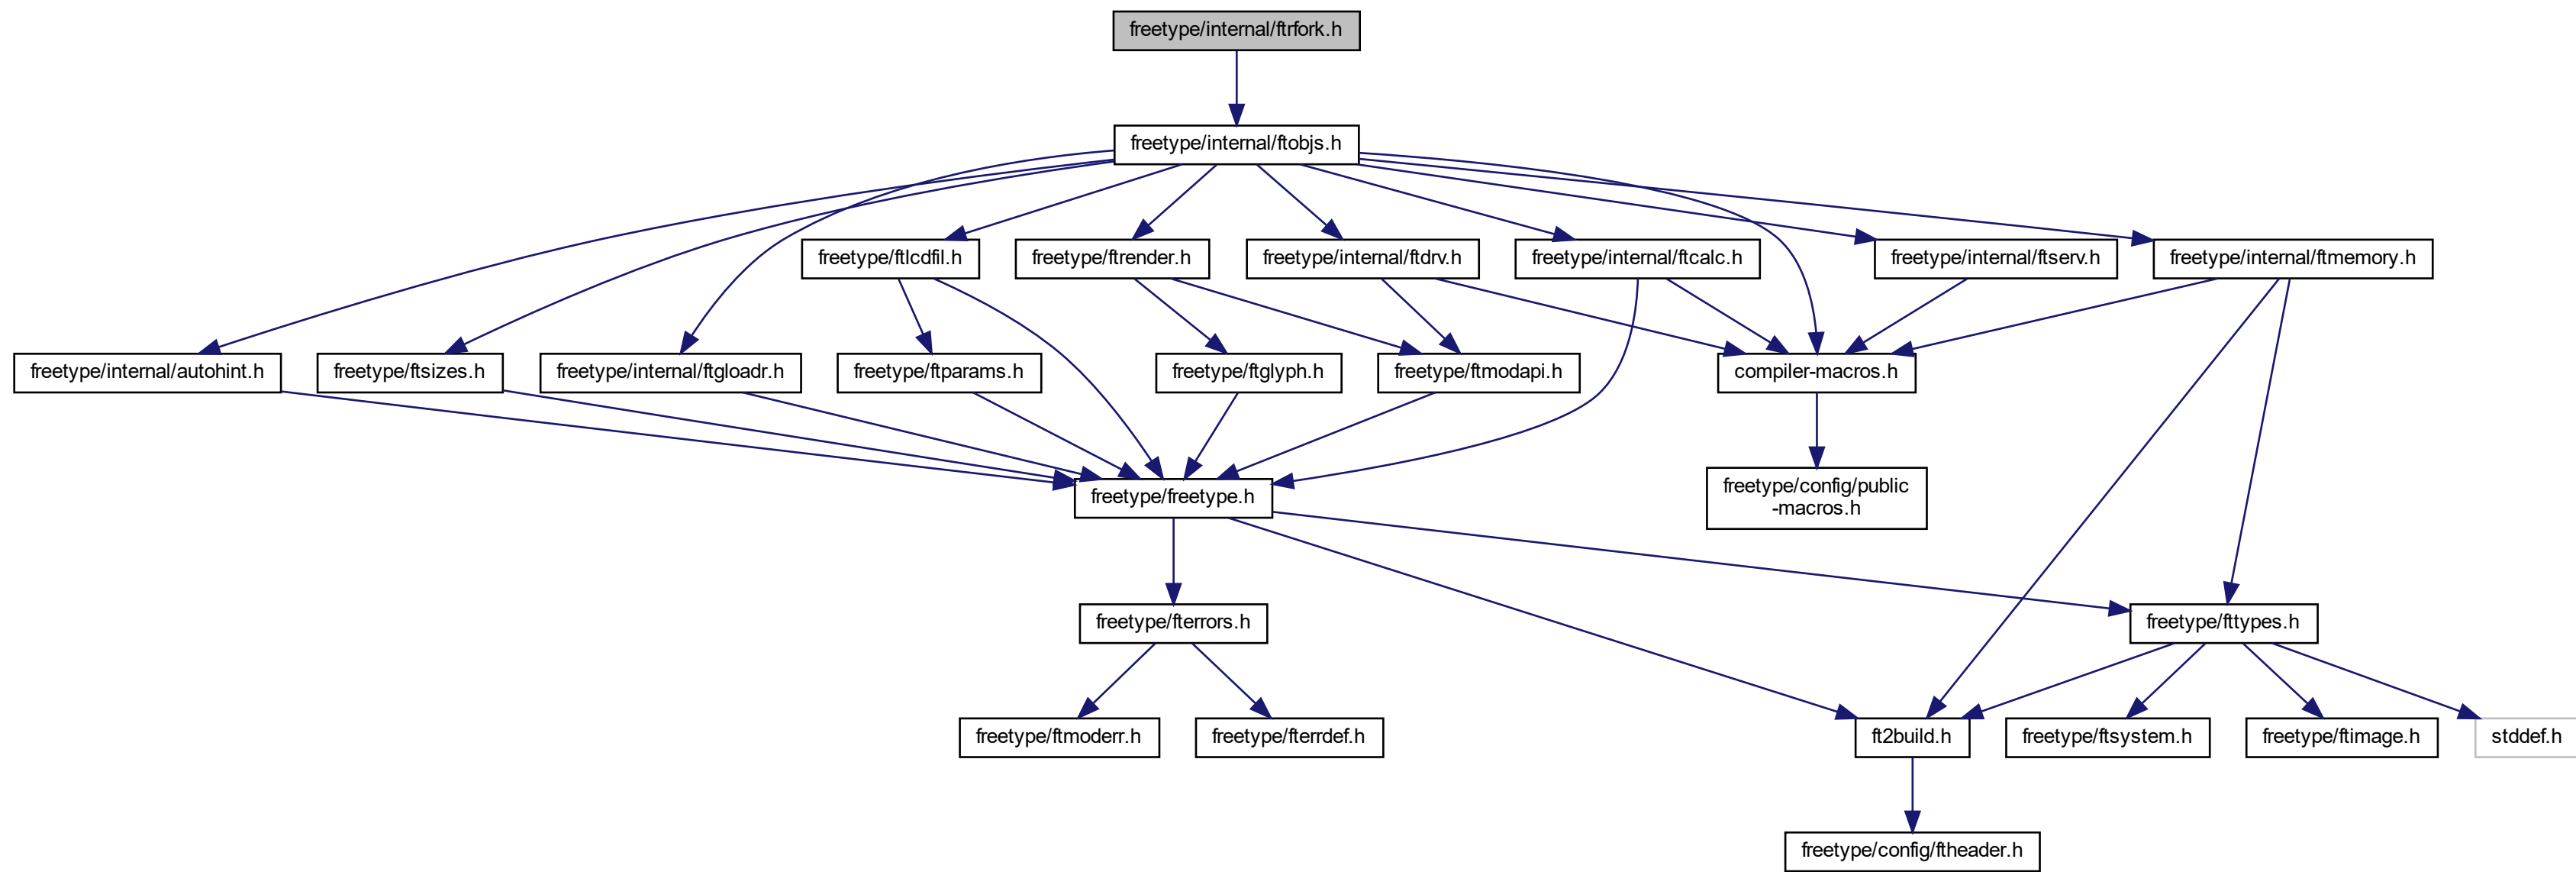 freetype/internal/ftrfork.h
freetype/internal/ftobjs.h
freetype/ftlcdfil.h
freetype/ftrender.h
freetype/internal/ftdrv.h
freetype/internal/ftcalc.h
freetype/internal/ftserv.h
freetype/internal/ftmemory.h
freetype/internal/autohint.h
freetype/ftsizes.h
freetype/internal/ftgloadr.h
freetype/ftparams.h
freetype/ftglyph.h
freetype/ftmodapi.h
compiler-macros.h
freetype/freetype.h
freetype/config/public
-macros.h
freetype/fterrors.h
freetype/fttypes.h
freetype/ftmoderr.h
freetype/fterrdef.h
ft2build.h
freetype/ftsystem.h
freetype/ftimage.h
stddef.h
freetype/config/ftheader.h